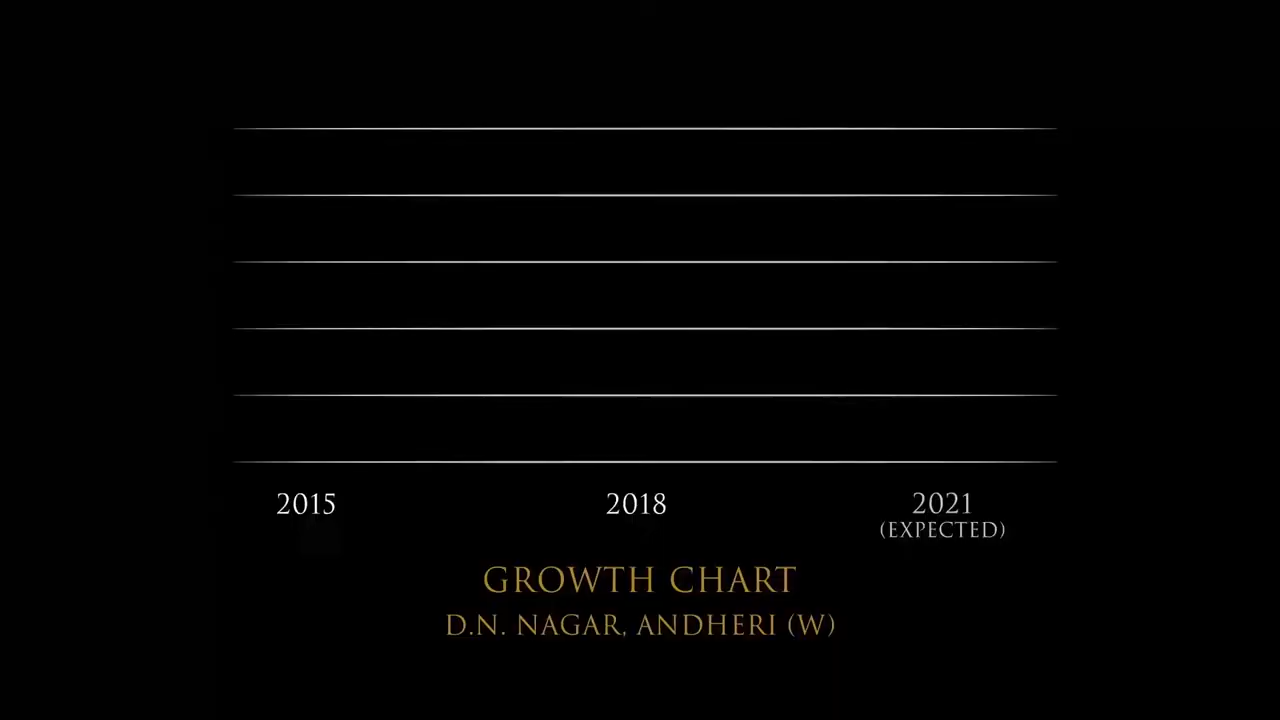 2015 2018 2021
(EXPECTED)
GROWTH CHART
D.N. NAGAR, ANDHERI (W)